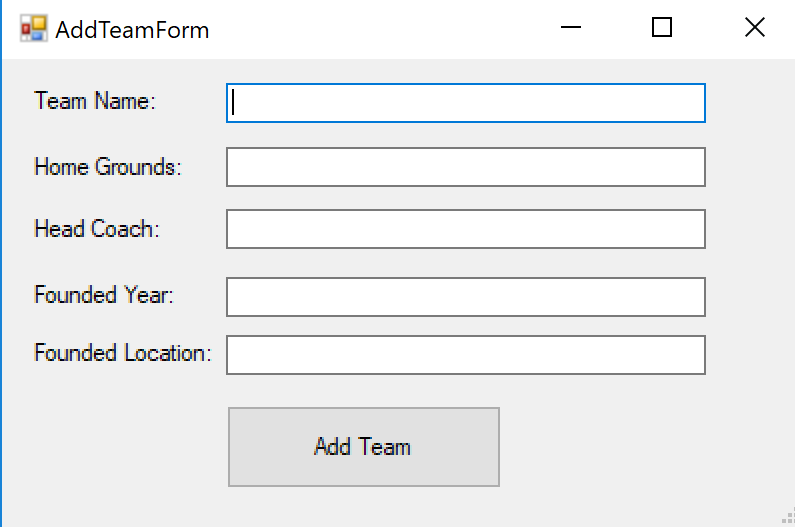 AddTeamForm
Team Name:
Home Grounds:
Head Coach:
Founded Year:
Founded Location:
Add Team